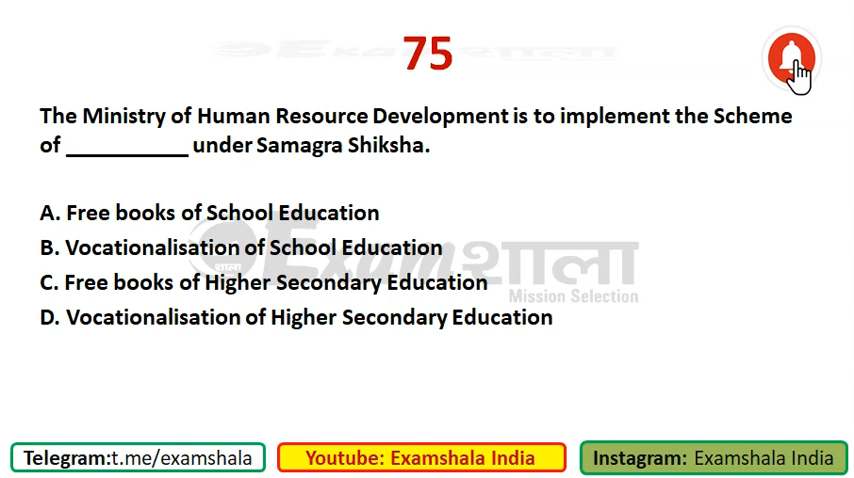 75
The Ministry of Human Resource Development is to implement the Scheme
of __________ under Samagra Shiksha.
A. Free books of School Education
B. Vocationalisation of School Education
C. Free books of Higher Secondary Education
D. Vocationalisation of Higher Secondary Education
Examशाला
शाला
Mission Selection
Telegram:t.me/examshala
Youtube: Examshala India
Instagram: Examshala India